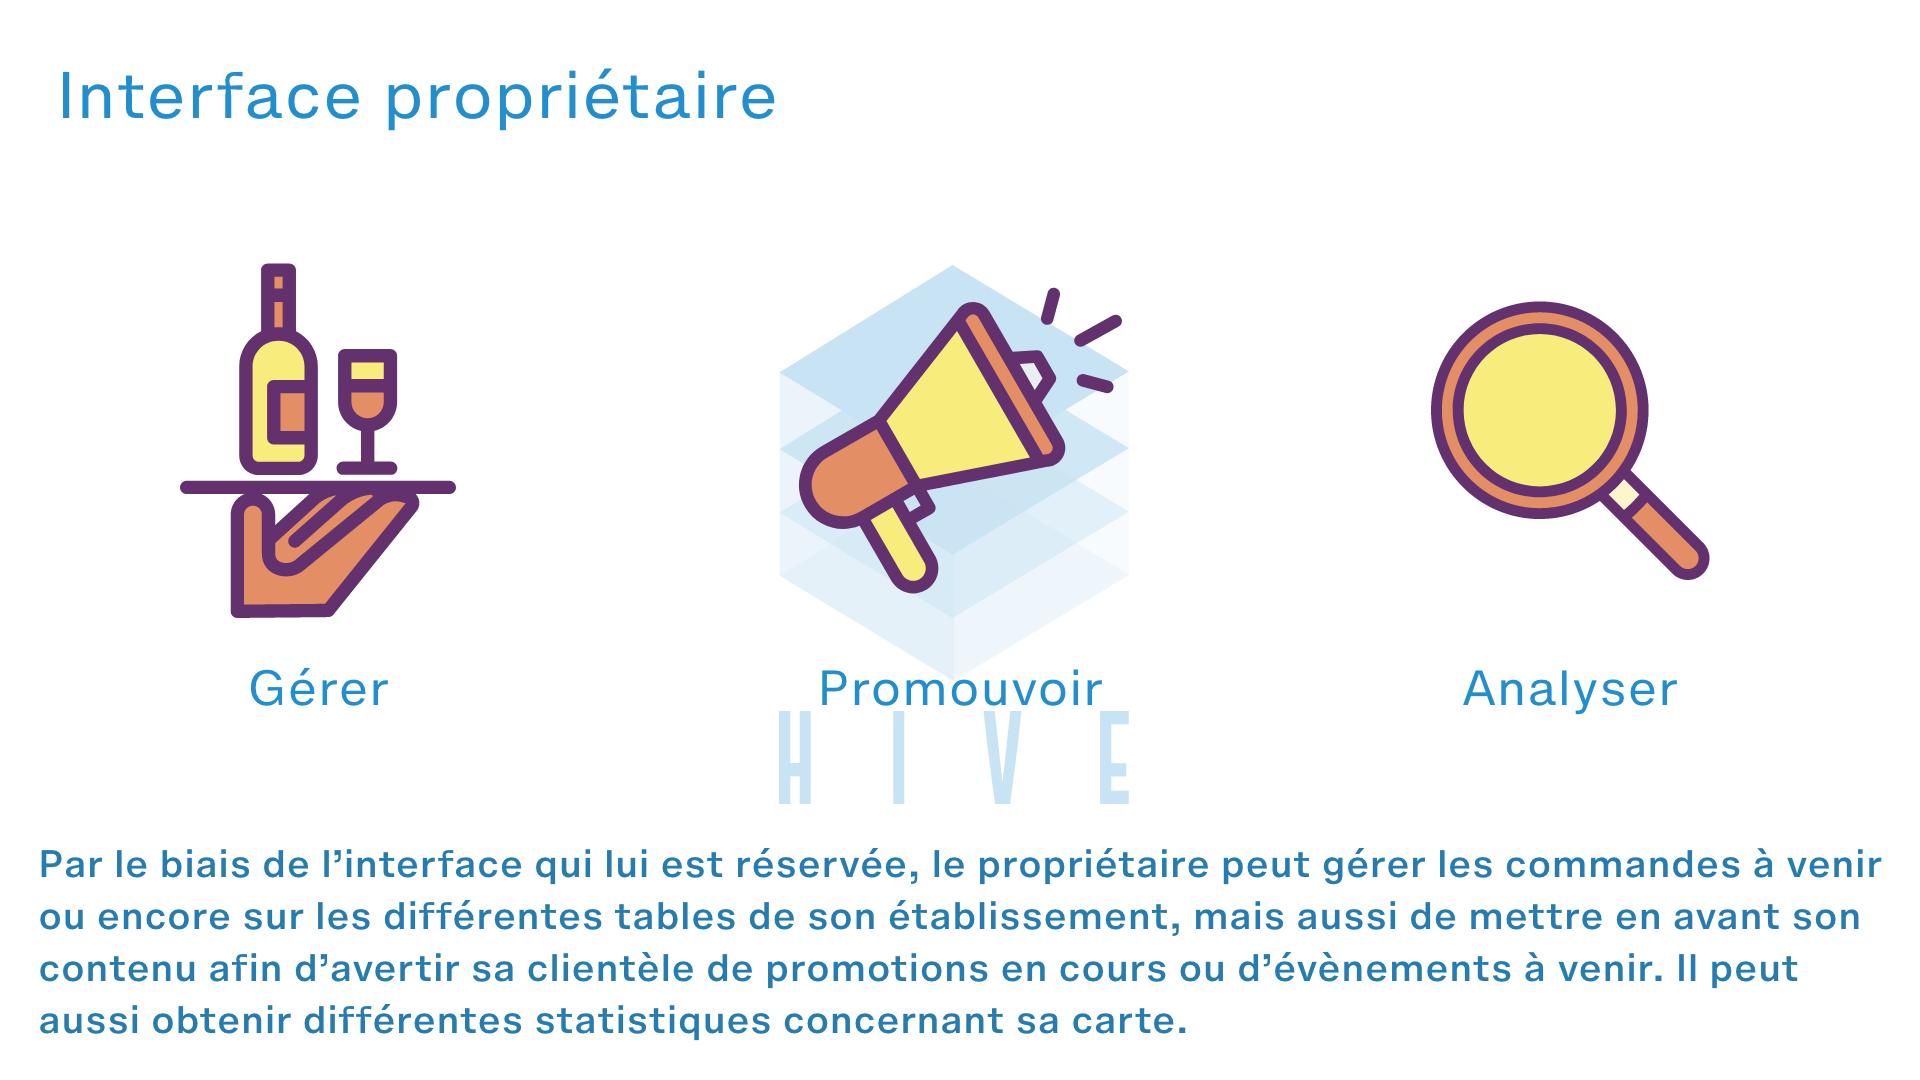 Interface propriétaire
Gérer
Promouvoir
Analyser
HIVE
Par le biais de l’interface qui lui est réservée, le propriétaire peut gérer les commandes à venir
ou encore sur les différentes tables de son établissement, mais aussi de mettre en avant son
contenu afin d’avertir sa clientèle de promotions en cours ou d’évènements à venir. Il peut
aussi obtenir différentes statistiques concernant sa carte.